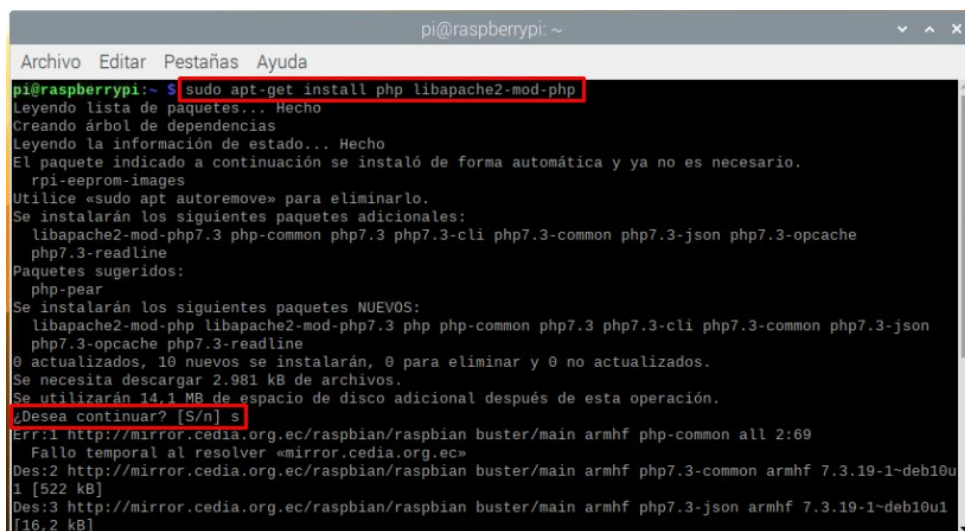 pi@raspberrypi: ~
Archivo Editar Pestañas Ayuda
pi@raspberrypi:~ $ sudo apt-get install php libapache2-mod-php
Leyendo lista de paquetes... Hecho
Creando árbol de dependencias
Leyendo la información de estado... Hecho
El paquete indicado a continuación se instaló de forma automática y ya no es necesario.
rpi-eeprom-images
Utilice «sudo apt autoremove» para eliminarlo.
Se instalarán los siguientes paquetes adicionales:
libapache2-mod-php7.3 php-common php7.3 php7.3-cli php7.3-common php7.3-json php7.3-opcache
php7.3-readline
Paquetes sugeridos:
php-pear
Se instalarán los siguientes paquetes NUEVOS:
libapache2-mod-php libapache2-mod-php7.3 php php-common php7.3 php7.3-cli php7.3-common php7.3-json
php7.3-opcache php7.3-readline
0 actualizados, 10 nuevos se instalarán, 0 para eliminar y 0 no actualizados.
Se necesita descargar 2.981 kB de archivos.
Se utilizarán 14,1 MB de espacio de disco adicional después de esta operación.
¿Desea continuar? [S/n] s
Err:1 http://mirror.cedia.org.ec/raspbian/raspbian buster/main armhf php-common all 2:69
Fallo temporal al resolver «mirror.cedia.org.ec»
Des:2 http://mirror.cedia.org.ec/raspbian/raspbian buster/main armhf php7.3-common armhf 7.3.19-1~deb10u
1 [522 kB]
Des:3 http://mirror.cedia.org.ec/raspbian/raspbian buster/main armhf php7.3-json armhf 7.3.19-1~deb10u1
[16,2 kB]